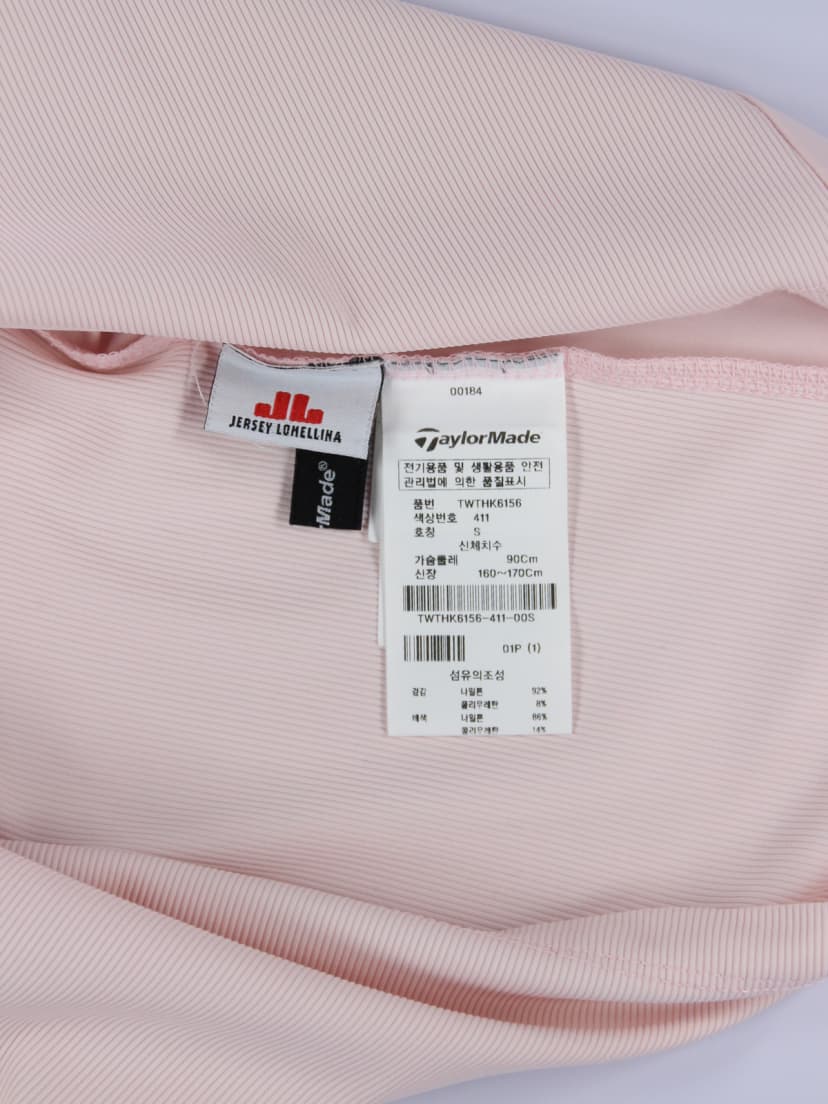 JL
JERSEY LOMELLINA
rMade®
00184
TaylorMade
전기용품 및 생활용품 안전
관리법에 의한 품질표시
품번 TWTHK6156
색상번호 411
호칭 S
신체치수
가슴둘레 90Cm
신장 160~170Cm
TWTHK6156-411-00S
01P (1)
섬유의조성
겉감 나일론 92%
폴리우레탄 8%
배색 나일론 86%
폴리우레탄 14%